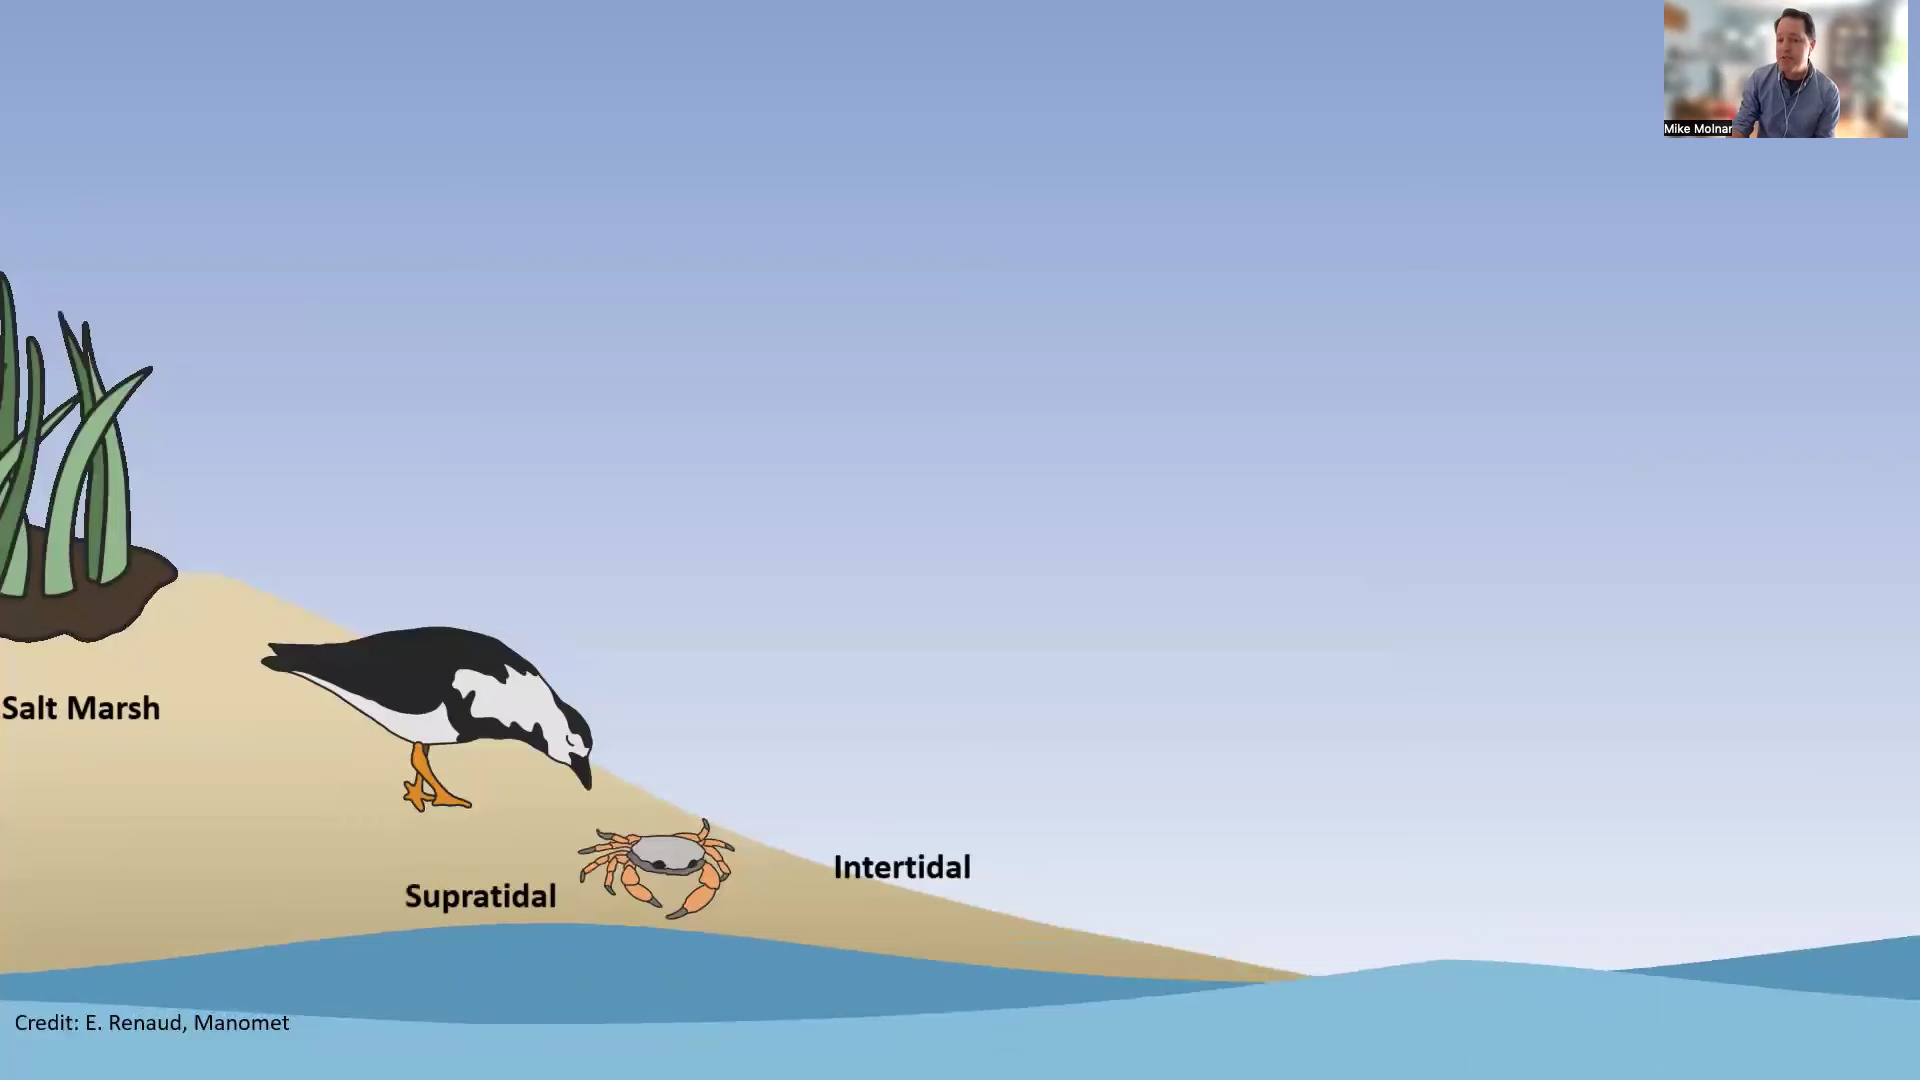 Mike Molnar
Salt Marsh
Intertidal
Supratidal
Credit: E. Renaud, Manomet